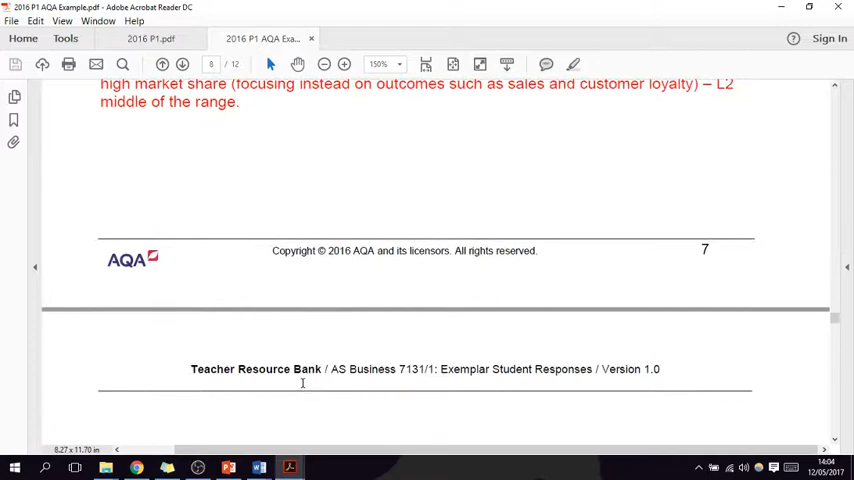 2016 P1 AQA Example.pdf - Adobe Acrobat Reader DC
File Edit View Window Help
Home Tools 2016 P1.pdf 2016 P1 AQA Exa... × Sign In
8 / 12 150%
high market share (focusing instead on outcomes such as sales and customer loyalty) – L2
middle of the range.
AQA Copyright © 2016 AQA and its licensors. All rights reserved. 7
Teacher Resource Bank / AS Business 7131/1: Exemplar Student Responses / Version 1.0
8.27 x 11.70 in
14:04
12/05/2017